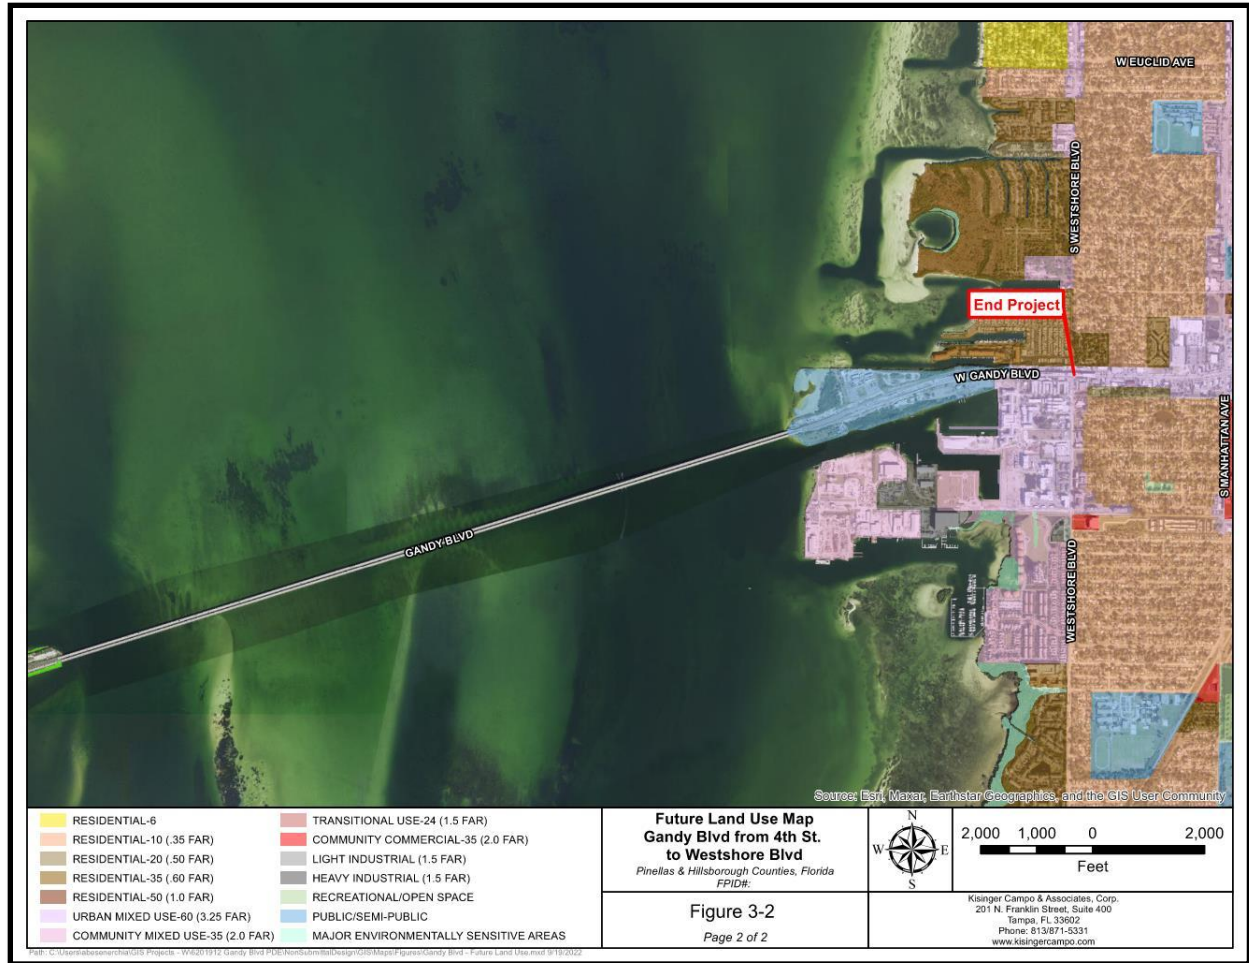 W EUCLID AVE
S WESTSHORE BLVD
End Project
W GANDY BLVD
S MANHATTAN AVE
GANDY BLVD
WESTSHORE BLVD
Source: Esri, Maxar, Earthstar Geographics, and the GIS User Community
RESIDENTIAL-6
RESIDENTIAL-10 (.35 FAR)
RESIDENTIAL-20 (.50 FAR)
RESIDENTIAL-35 (.60 FAR)
RESIDENTIAL-50 (1.0 FAR)
URBAN MIXED USE-60 (3.25 FAR)
COMMUNITY MIXED USE-35 (2.0 FAR)
TRANSITIONAL USE-24 (1.5 FAR)
COMMUNITY COMMERCIAL-35 (2.0 FAR)
LIGHT INDUSTRIAL (1.5 FAR)
HEAVY INDUSTRIAL (1.5 FAR)
RECREATIONAL/OPEN SPACE
PUBLIC/SEMI-PUBLIC
MAJOR ENVIRONMENTALLY SENSITIVE AREAS
Future Land Use Map
Gandy Blvd from 4th St.
to Westshore Blvd
Pinellas & Hillsborough Counties, Florida
FPID#:
Figure 3-2
Page 2 of 2
N
W E
S
2,000 1,000 0 2,000
Feet
Kisinger Campo & Associates, Corp.
201 N. Franklin Street, Suite 400
Tampa, FL 33602
Phone: 813/871-5331
www.kisingercampo.com